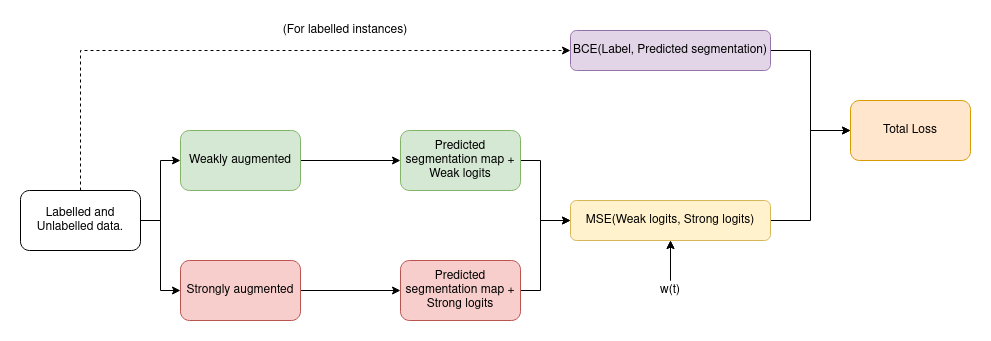 (For labelled instances)
BCE(Label, Predicted segmentation)
Total Loss
Weakly augmented
Predicted
segmentation map +
Weak logits
Labelled and
Unlabelled data.
MSE(Weak logits, Strong logits)
Strongly augmented
Predicted
segmentation map +
Strong logits
w(t)